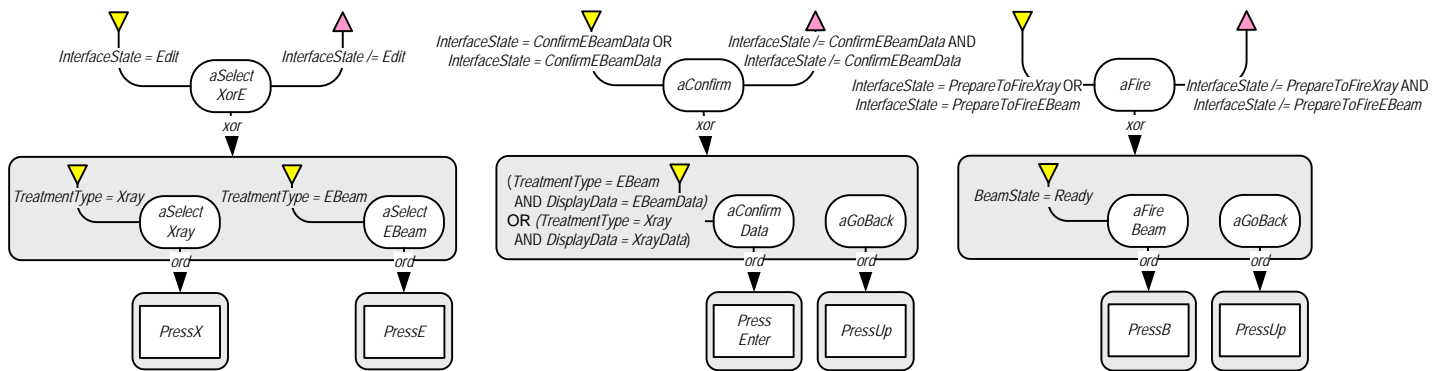 InterfaceState = Edit
InterfaceState /= Edit
aSelect
XorE
xor
TreatmentType = Xray
aSelect
Xray
TreatmentType = EBeam
aSelect
EBeam
ord
ord
PressX
PressE
InterfaceState = ConfirmEBeamData OR
InterfaceState = ConfirmEBeamData
InterfaceState /= ConfirmEBeamData AND
InterfaceState /= ConfirmEBeamData
aConfirm
xor
(TreatmentType = EBeam
AND DisplayData = EBeamData)
OR (TreatmentType = Xray
AND DisplayData = XrayData)
aConfirm
Data
aGoBack
ord
ord
Press
Enter
PressUp
InterfaceState = PrepareToFireXray OR
InterfaceState = PrepareToFireEBeam
aFire
InterfaceState /= PrepareToFireXray AND
InterfaceState /= PrepareToFireEBeam
xor
BeamState = Ready
aFire
Beam
aGoBack
ord
ord
PressB
PressUp